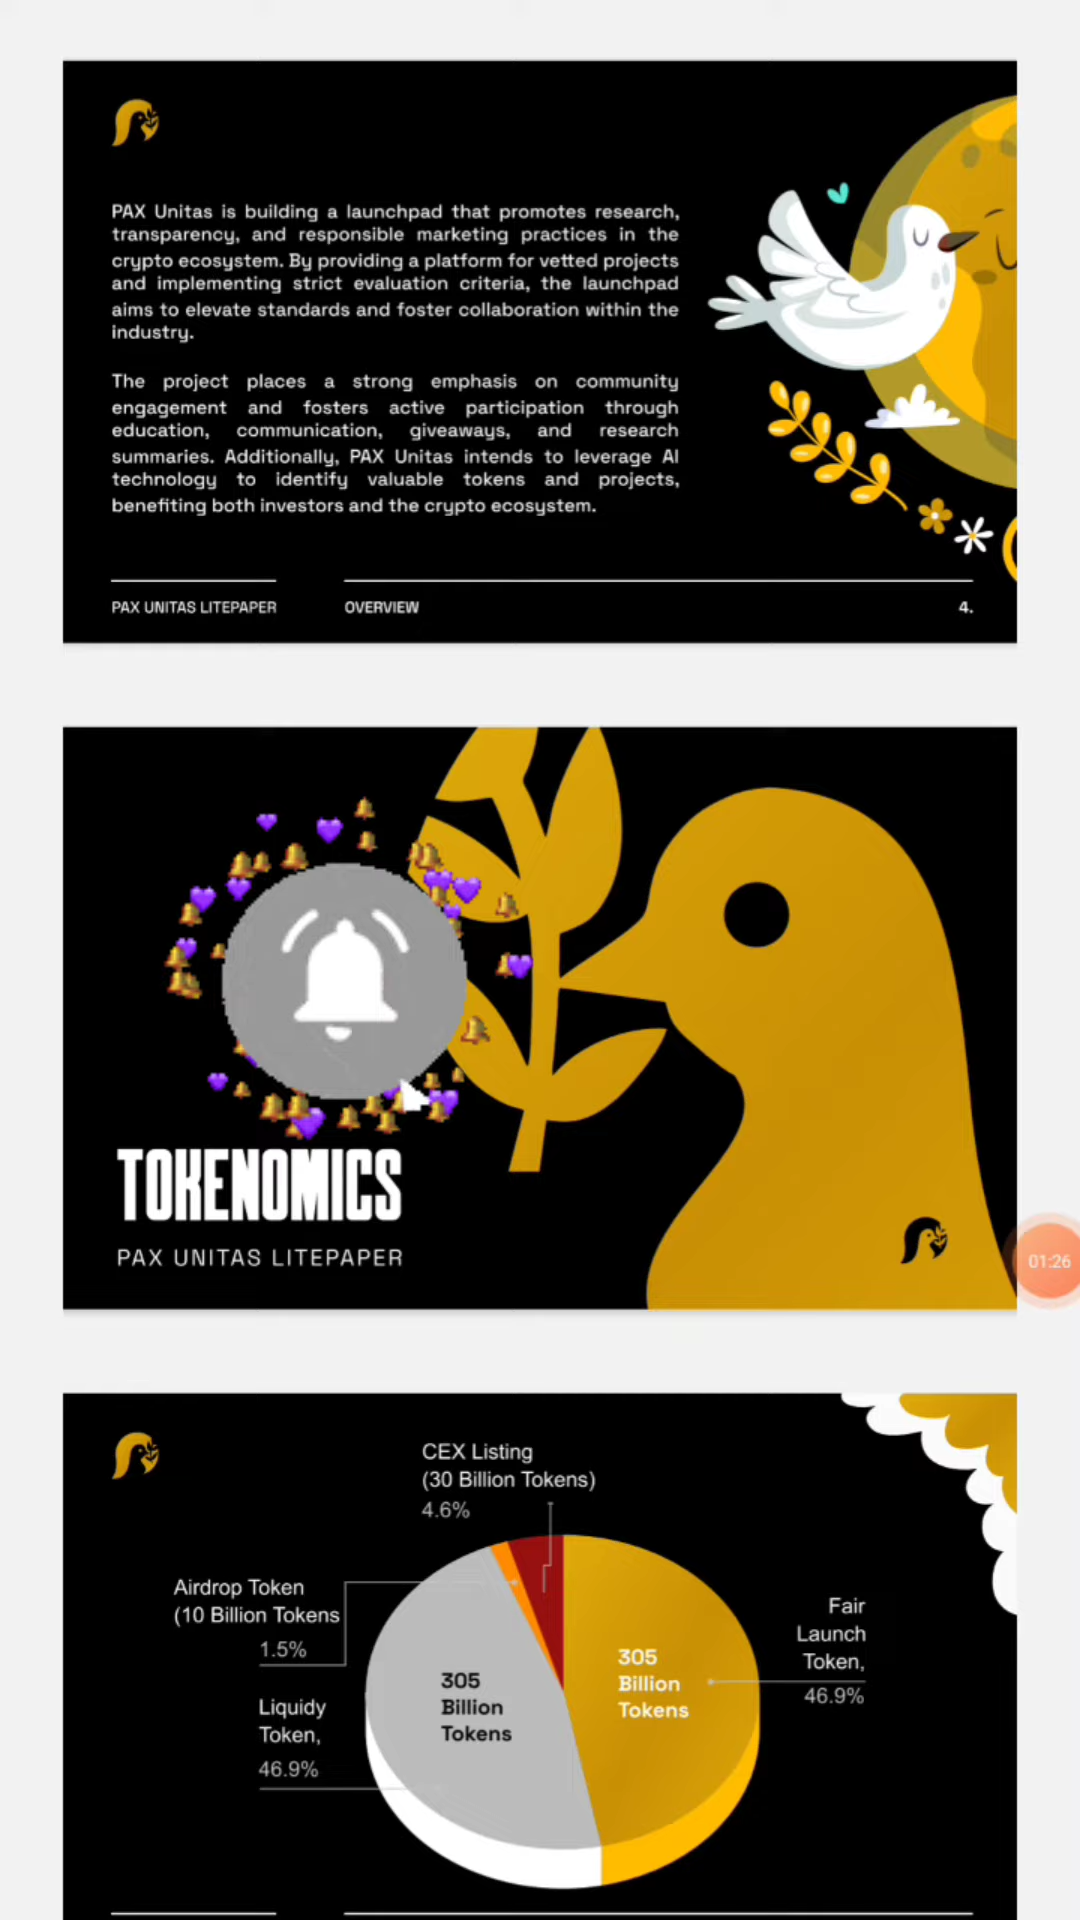 PAX Unitas is building a launchpad that promotes research,
transparency, and responsible marketing practices in the
crypto ecosystem. By providing a platform for vetted projects
and implementing strict evaluation criteria, the launchpad
aims to elevate standards and foster collaboration within the
industry.
The project places a strong emphasis on community
engagement and fosters active participation through
education, communication, giveaways, and research
summaries. Additionally, PAX Unitas intends to leverage AI
technology to identify valuable tokens and projects,
benefiting both investors and the crypto ecosystem.
PAX UNITAS LITEPAPER
OVERVIEW
4.
TOKENOMICS
PAX UNITAS LITEPAPER
01:26
CEX Listing
(30 Billion Tokens)
4.6%
Airdrop Token
(10 Billion Tokens
1.5%
Liquidy
Token,
46.9%
305
Billion
Tokens
305
Billion
Tokens
Fair
Launch
Token,
46.9%